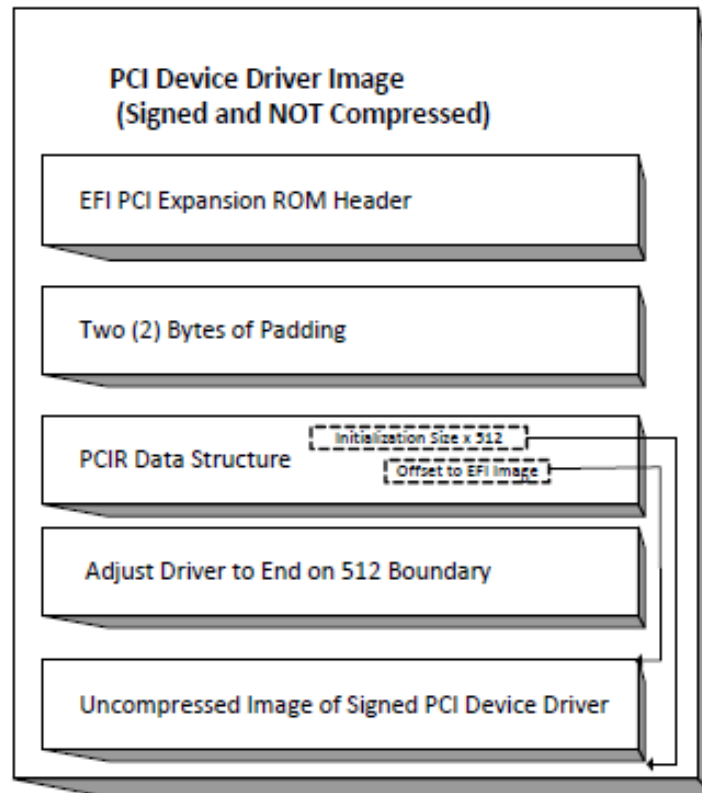 PCI Device Driver Image
(Signed and NOT Compressed)
EFI PCI Expansion ROM Header
Two (2) Bytes of Padding
Initialization Size x 512
PCIR Data Structure
Offset to EFI Image
Adjust Driver to End on 512 Boundary
Uncompressed Image of Signed PCI Device Driver